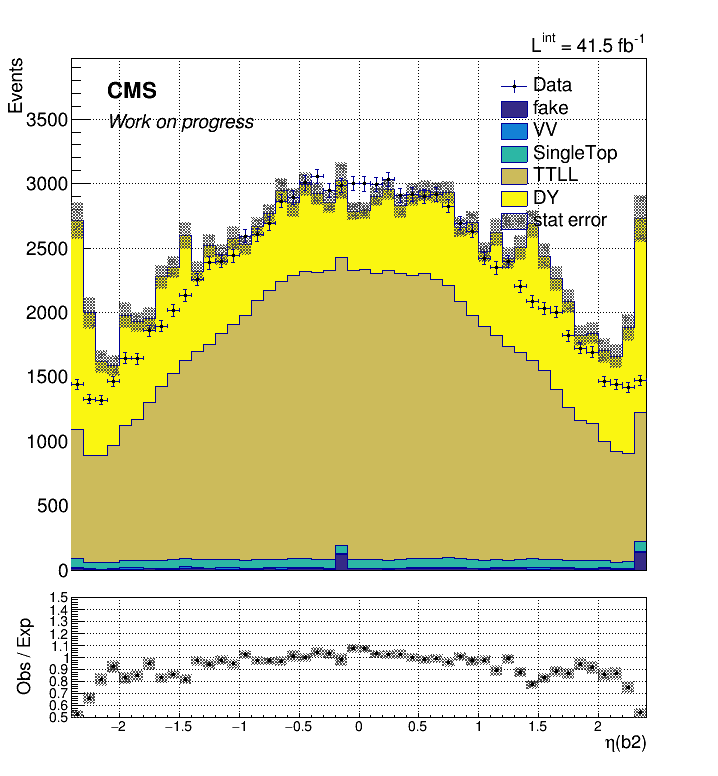 L^int = 41.5 fb^-1
Events
CMS
Work on progress
Data
fake
VV
SingleTop
TTLL
DY
stat error
3500
3000
2500
2000
1500
1000
500
0
Obs / Exp
1.5
1.4
1.3
1.2
1.1
1
0.9
0.8
0.7
0.6
0.5
−2 −1.5 −1 −0.5 0 0.5 1 1.5 2
η(b2)